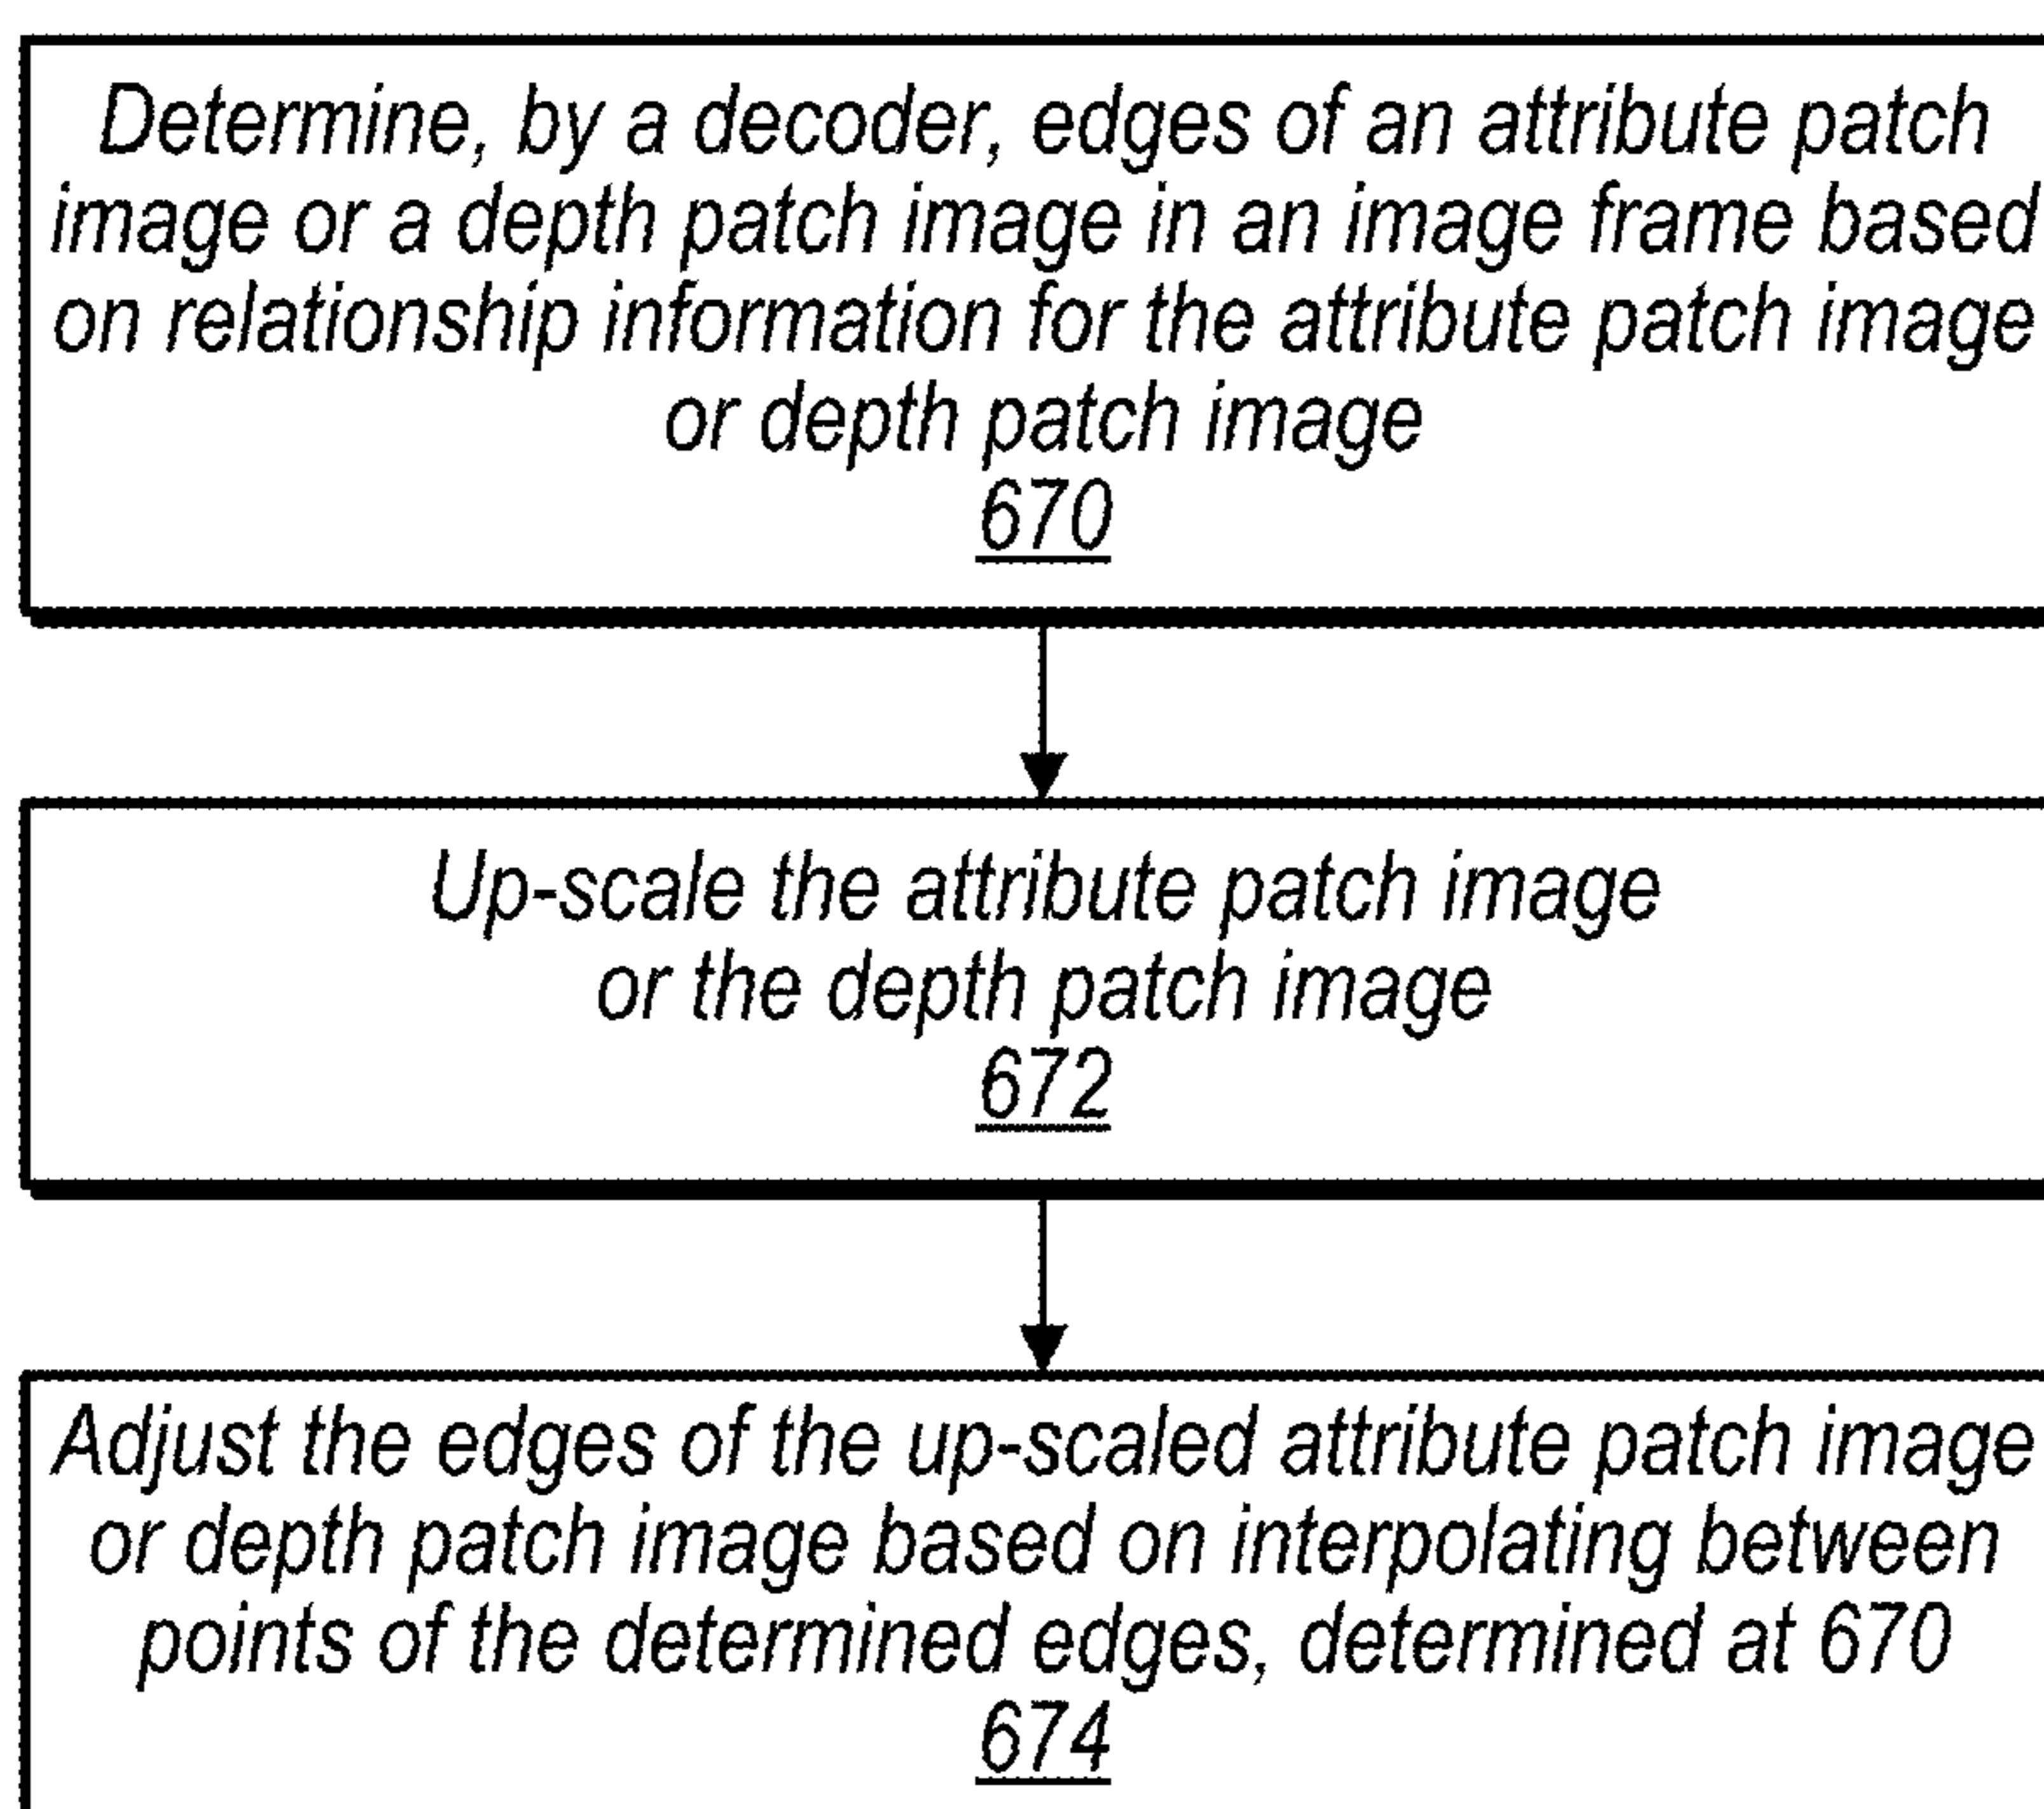 Determine, by a decoder, edges of an attribute patch
image or a depth patch image in an image frame based
on relationship information for the attribute patch image
or depth patch image
670
Up-scale the attribute patch image
or the depth patch image
672
Adjust the edges of the up-scaled attribute patch image
or depth patch image based on interpolating between
points of the determined edges, determined at 670
674